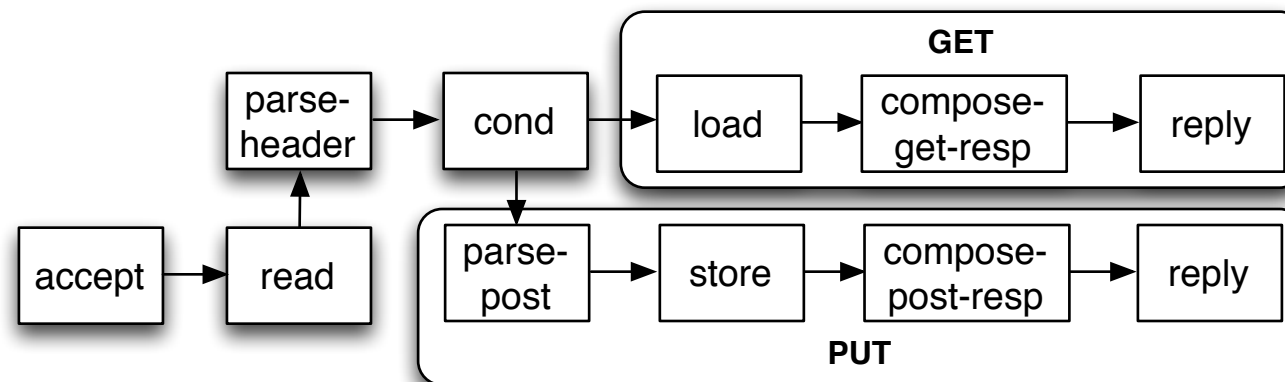 GET
parse-
header
cond
load
compose-
get-resp
reply
accept
read
parse-
post
store
compose-
post-resp
reply
PUT